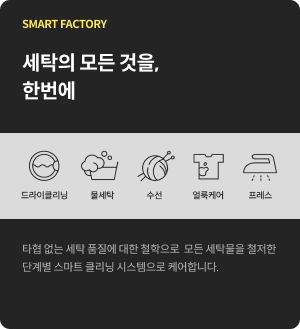 SMART FACTORY
세탁의 모든 것을,
한번에
드라이클리닝 물세탁 수선 얼룩케어 프레스
타협 없는 세탁 품질에 대한 철학으로 모든 세탁물을 철저한
단계별 스마트 클리닝 시스템으로 케어합니다.